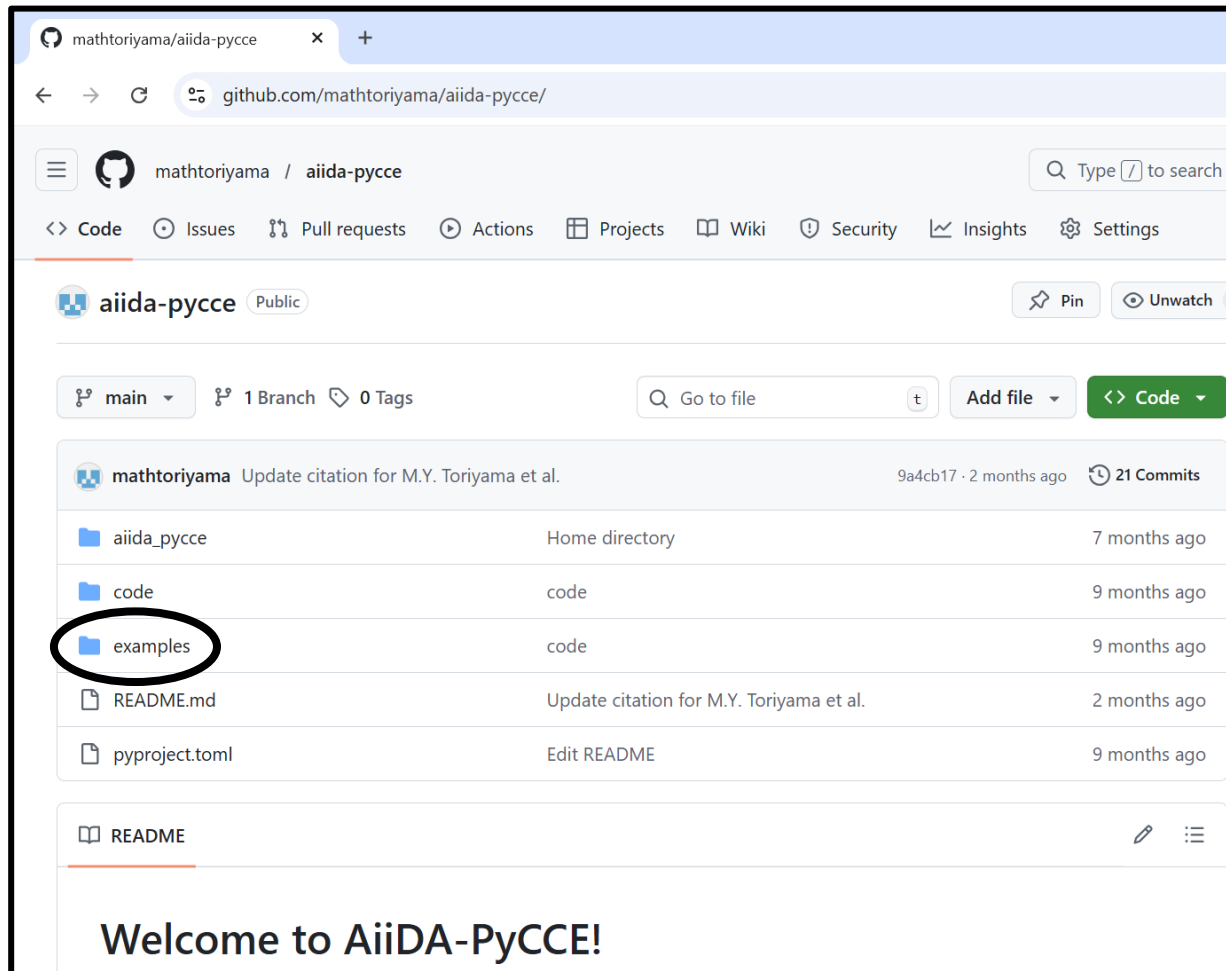 mathtoriyama/aiida-pycce
github.com/mathtoriyama/aiida-pycce/
mathtoriyama / aiida-pycce Type / to search
Code Issues Pull requests Actions Projects Wiki Security Insights Settings
aiida-pycce Public Pin Unwatch
main 1 Branch 0 Tags Go to file t Add file Code
mathtoriyama Update citation for M.Y. Toriyama et al. 9a4cb17 · 2 months ago 21 Commits
aiida_pycce Home directory 7 months ago
code code 9 months ago
examples code 9 months ago
README.md Update citation for M.Y. Toriyama et al. 2 months ago
pyproject.toml Edit README 9 months ago
README
Welcome to AiiDA-PyCCE!